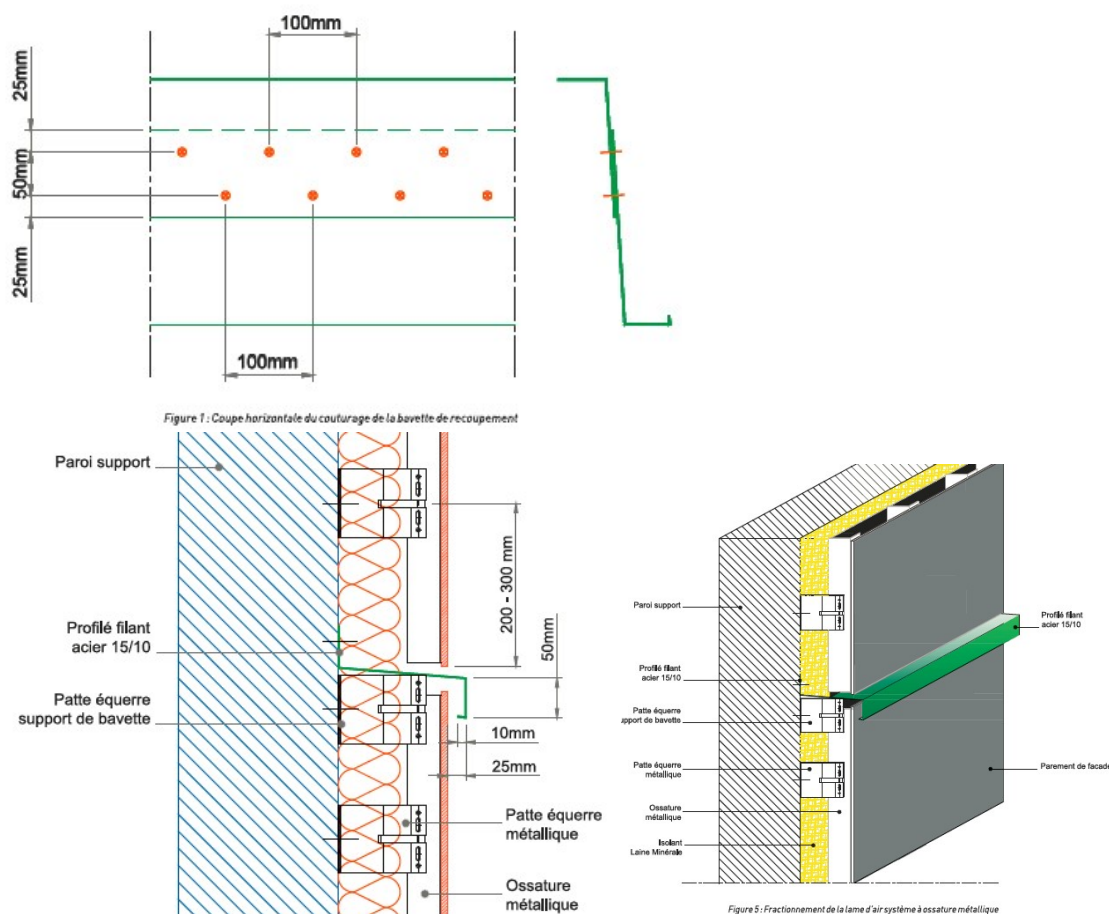 100mm
25mm
50mm
25mm
100mm
Figure 1 : Coupe horizontale du couturage de la bavette de recoupement
Paroi support
Profilé filant
acier 15/10
Patte équerre
support de bavette
200 - 300 mm
50mm
10mm
25mm
Patte équerre
métallique
Ossature
métallique
Paroi support
Profilé filant
acier 15/10
Patte équerre
upport de bavette
Patte équerre
métallique
Ossature
métallique
Isolant
Laine Minérale
Profilé filant
acier 15/10
Parement de facade
Figure 5 : Fractionnement de la lame d'air système à ossature métallique